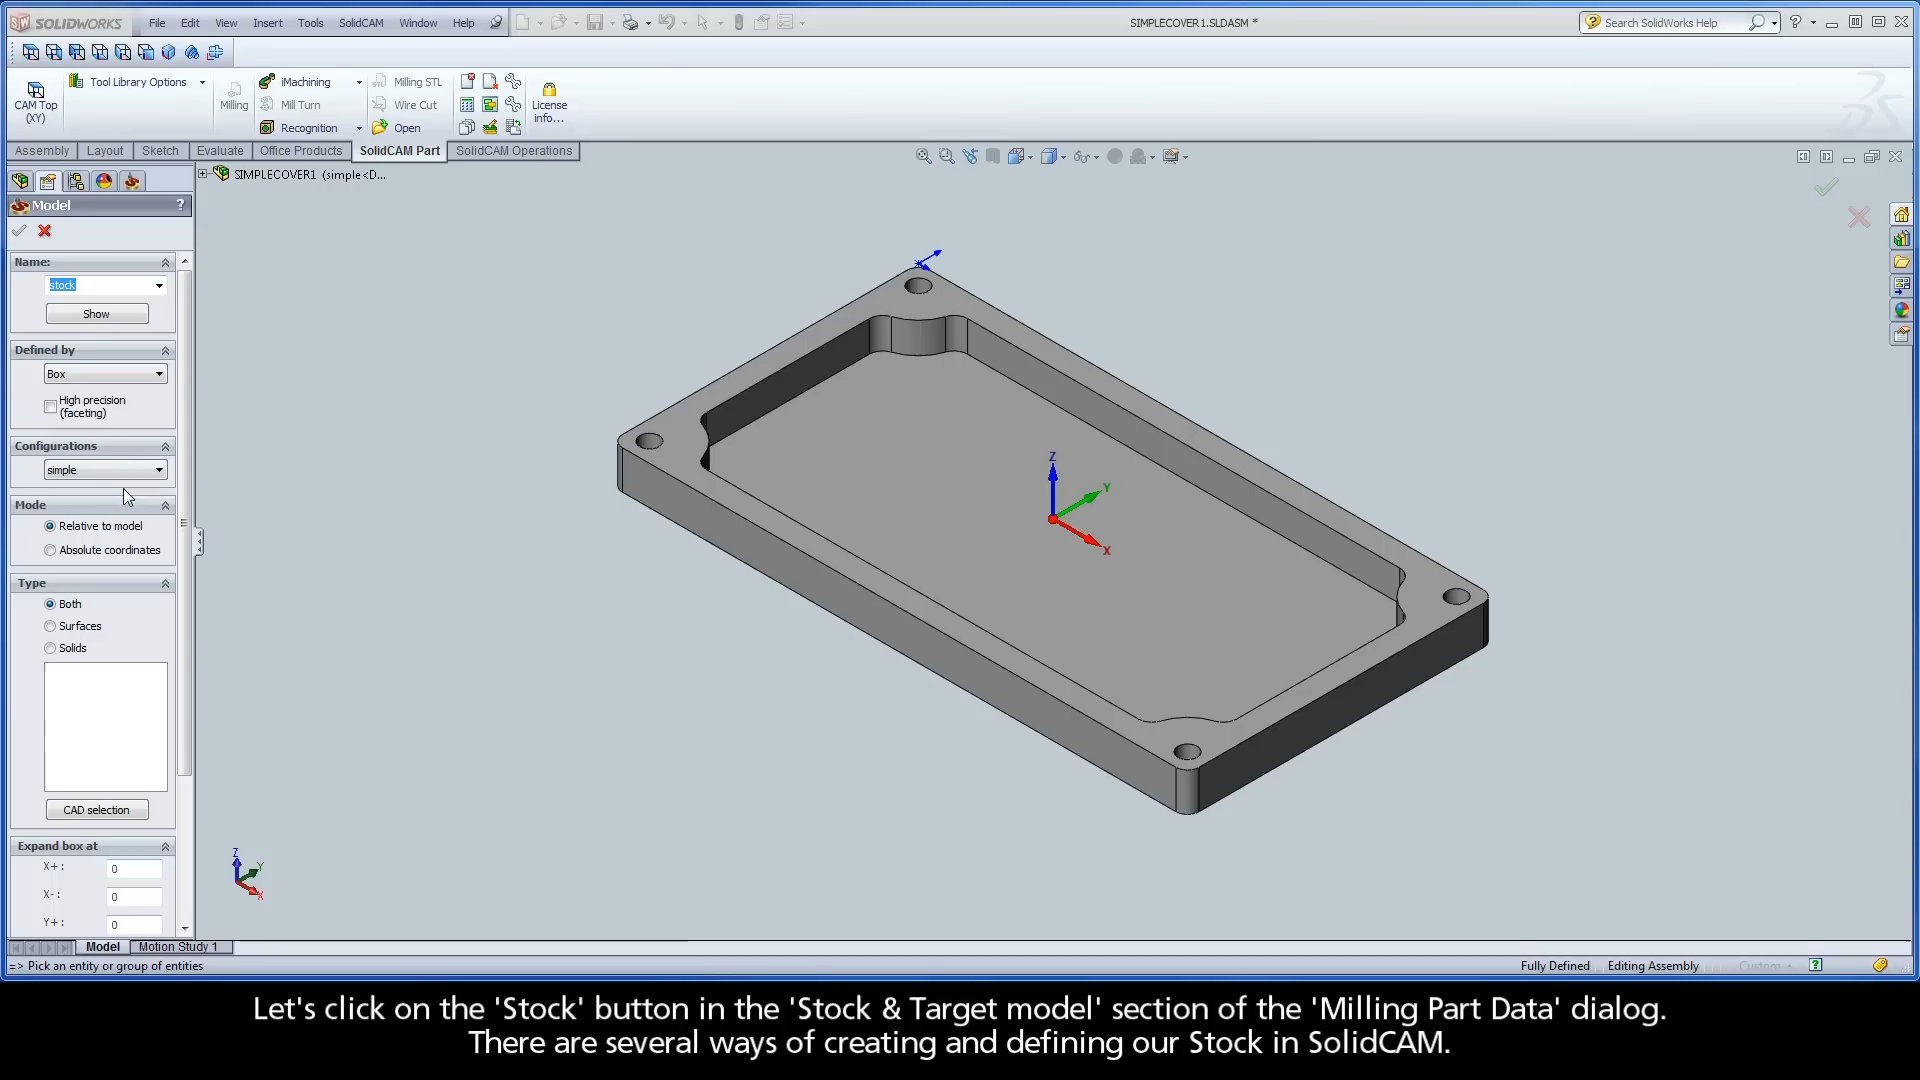 SOLIDWORKS File Edit View Insert Tools SolidCAM Window Help SIMPLECOVER1.SLDASM * Search SolidWorks Help
CAM Top (XY)
Tool Library Options
Milling
iMachining
Mill Turn
Recognition
Milling STL
Wire Cut
Open
License info...
Assembly Layout Sketch Evaluate Office Products SolidCAM Part SolidCAM Operations
SIMPLECOVER1 (simple<D...
Model ?
Name:
stock
Show
Defined by
Box
High precision
(faceting)
Configurations
simple
Mode
Relative to model
Absolute coordinates
Type
Both
Surfaces
Solids
CAD selection
Expand box at
X+: 0
X-: 0
Y+: 0
Z
Y
X
Z
Y
X
Model Motion Study 1
=> Pick an entity or group of entities Fully Defined Editing Assembly Custom
Let's click on the 'Stock' button in the 'Stock & Target model' section of the 'Milling Part Data' dialog.
There are several ways of creating and defining our Stock in SolidCAM.